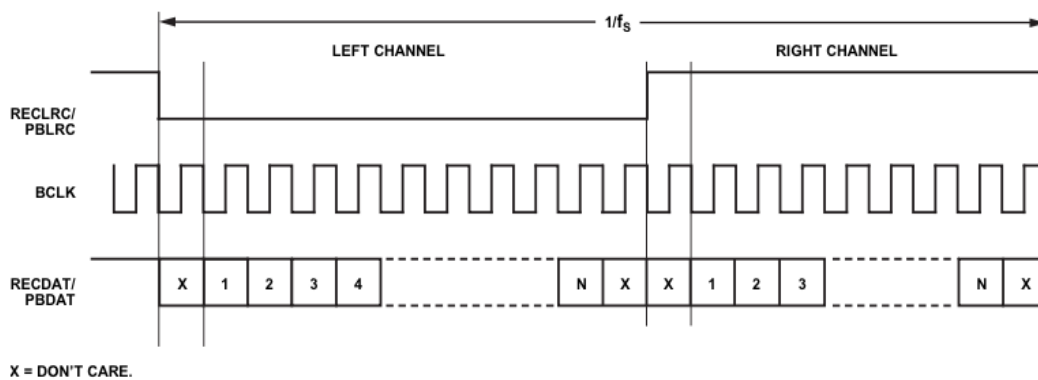 1/fS
LEFT CHANNEL
RIGHT CHANNEL
RECLRC/
PBLRC
BCLK
RECDAT/
PBDAT
X 1 2 3 4 N X X 1 2 3 N X
X = DON'T CARE.